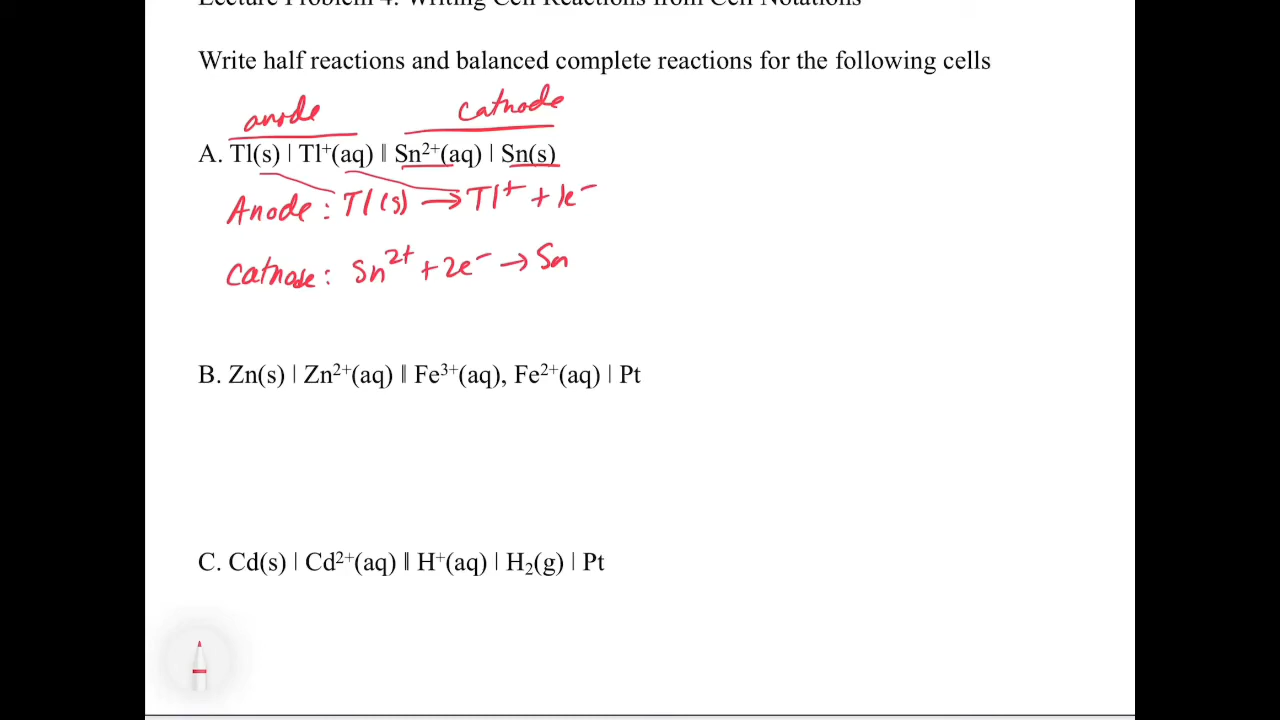 Lecture Problem 4: Writing Cell Reactions from Cell Notations
Write half reactions and balanced complete reactions for the following cells
anode cathode
A. Tl(s) | Tl⁺(aq) || Sn²⁺(aq) | Sn(s)
Anode: Tl(s) → Tl⁺ + 1e⁻
Cathode: Sn²⁺ + 2e⁻ → Sn
B. Zn(s) | Zn²⁺(aq) || Fe³⁺(aq), Fe²⁺(aq) | Pt
C. Cd(s) | Cd²⁺(aq) || H⁺(aq) | H₂(g) | Pt